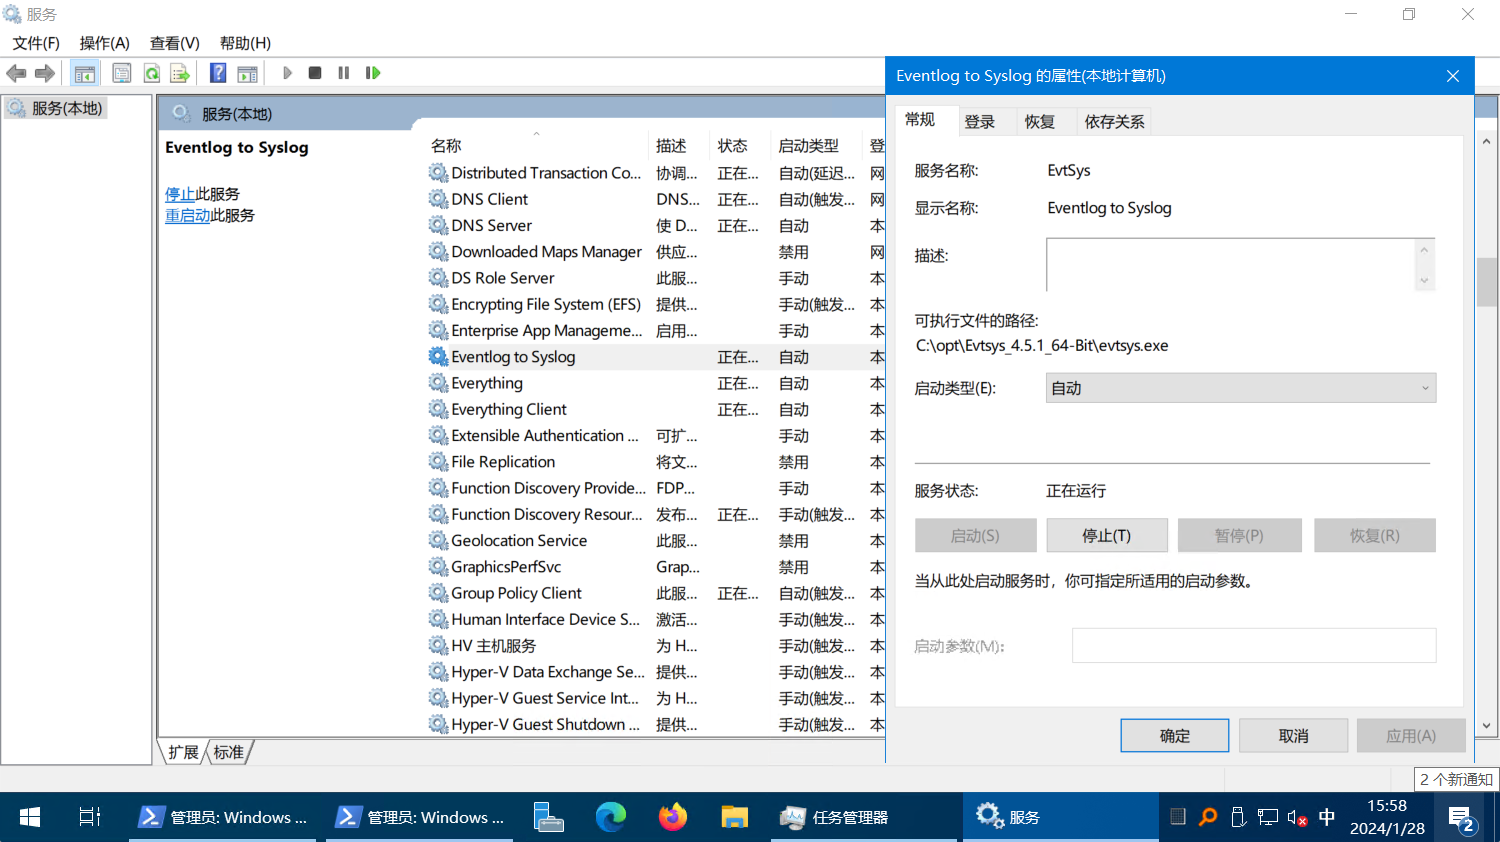 服务
文件(F) 操作(A) 查看(V) 帮助(H)
服务(本地)
服务(本地)
Eventlog to Syslog
停止此服务
重启动此服务
名称 描述 状态 启动类型 登
Distributed Transaction Co... 协调... 正在... 自动(延迟... 网
DNS Client DNS... 正在... 自动(触发... 网
DNS Server 使 D... 正在... 自动 本
Downloaded Maps Manager 供应... 禁用 网
DS Role Server 此服... 手动 本
Encrypting File System (EFS) 提供... 手动(触发... 本
Enterprise App Manageme... 启用... 手动 本
Eventlog to Syslog 正在... 自动 本
Everything 正在... 自动 本
Everything Client 正在... 自动 本
Extensible Authentication ... 可扩... 手动 本
File Replication 将文... 禁用 本
Function Discovery Provide... FDP... 手动 本
Function Discovery Resour... 发布... 正在... 手动(触发... 本
Geolocation Service 此服... 禁用 本
GraphicsPerfSvc Grap... 禁用 本
Group Policy Client 此服... 正在... 自动(触发... 本
Human Interface Device S... 激活... 手动(触发... 本
HV 主机服务 为 H... 手动(触发... 本
Hyper-V Data Exchange Se... 提供... 手动(触发... 本
Hyper-V Guest Service Int... 为 H... 手动(触发... 本
Hyper-V Guest Shutdown ... 提供... 手动(触发... 本
扩展 标准
Eventlog to Syslog 的属性(本地计算机)
常规 登录 恢复 依存关系
服务名称: EvtSys
显示名称: Eventlog to Syslog
描述:
可执行文件的路径:
C:\opt\Evtsys_4.5.1_64-Bit\evtsys.exe
启动类型(E): 自动
服务状态: 正在运行
启动(S) 停止(T) 暂停(P) 恢复(R)
当从此处启动服务时，你可指定所适用的启动参数。
启动参数(M):
确定 取消 应用(A)
2 个新通知
管理员: Windows ... 管理员: Windows ... 任务管理器 服务 中 15:58
2024/1/28
2